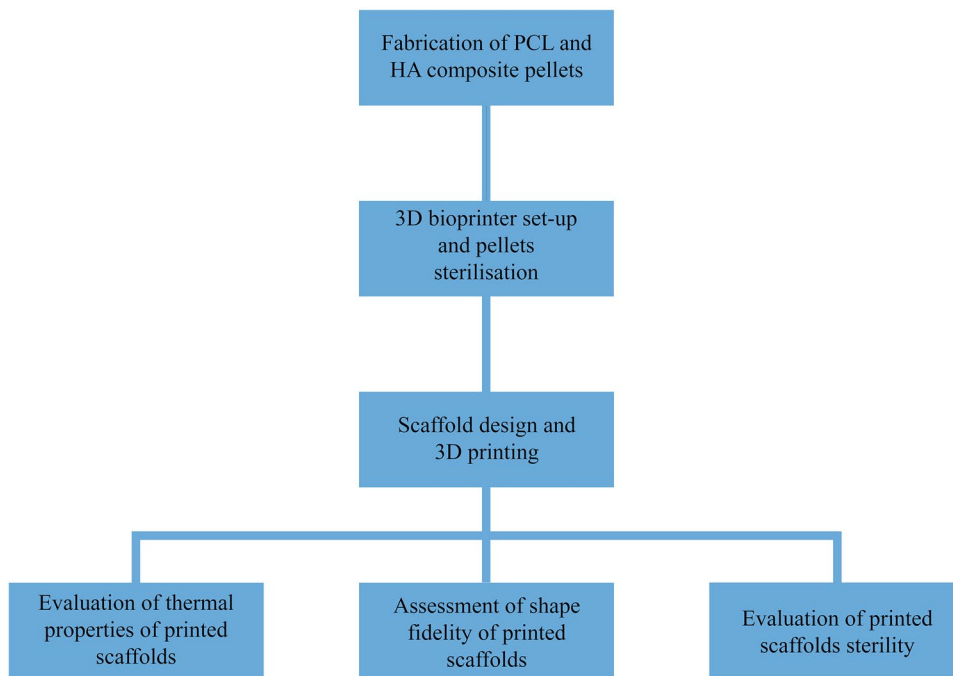 Fabrication of PCL and
HA composite pellets
3D bioprinter set-up
and pellets
sterilisation
Scaffold design and
3D printing
Evaluation of thermal
properties of printed
scaffolds
Assessment of shape
fidelity of printed
scaffolds
Evaluation of printed
scaffolds sterility